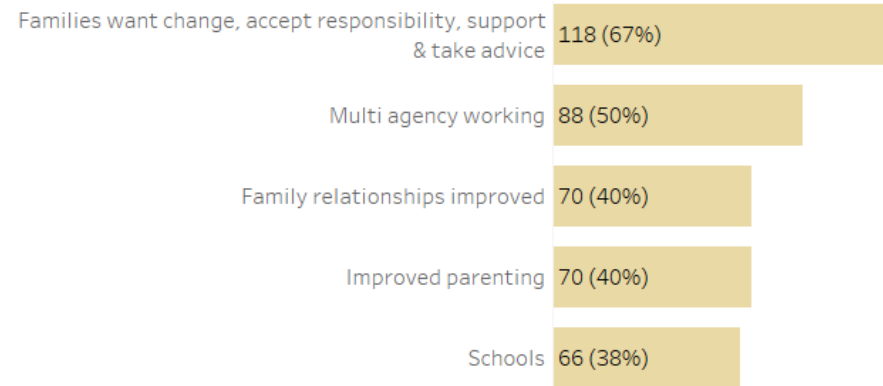 Families want change, accept responsibility, support
& take advice
118 (67%)
Multi agency working
88 (50%)
Family relationships improved
70 (40%)
Improved parenting
70 (40%)
Schools
66 (38%)